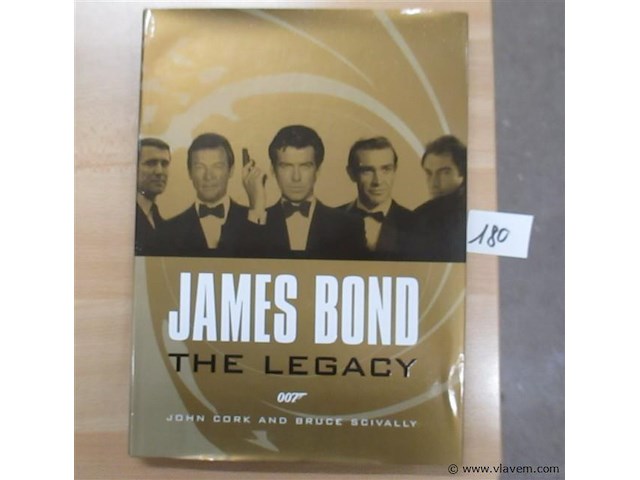 180
JAMES BOND
THE LEGACY
007
JOHN CORK AND BRUCE SCIVALLY
© www.vlavem.com